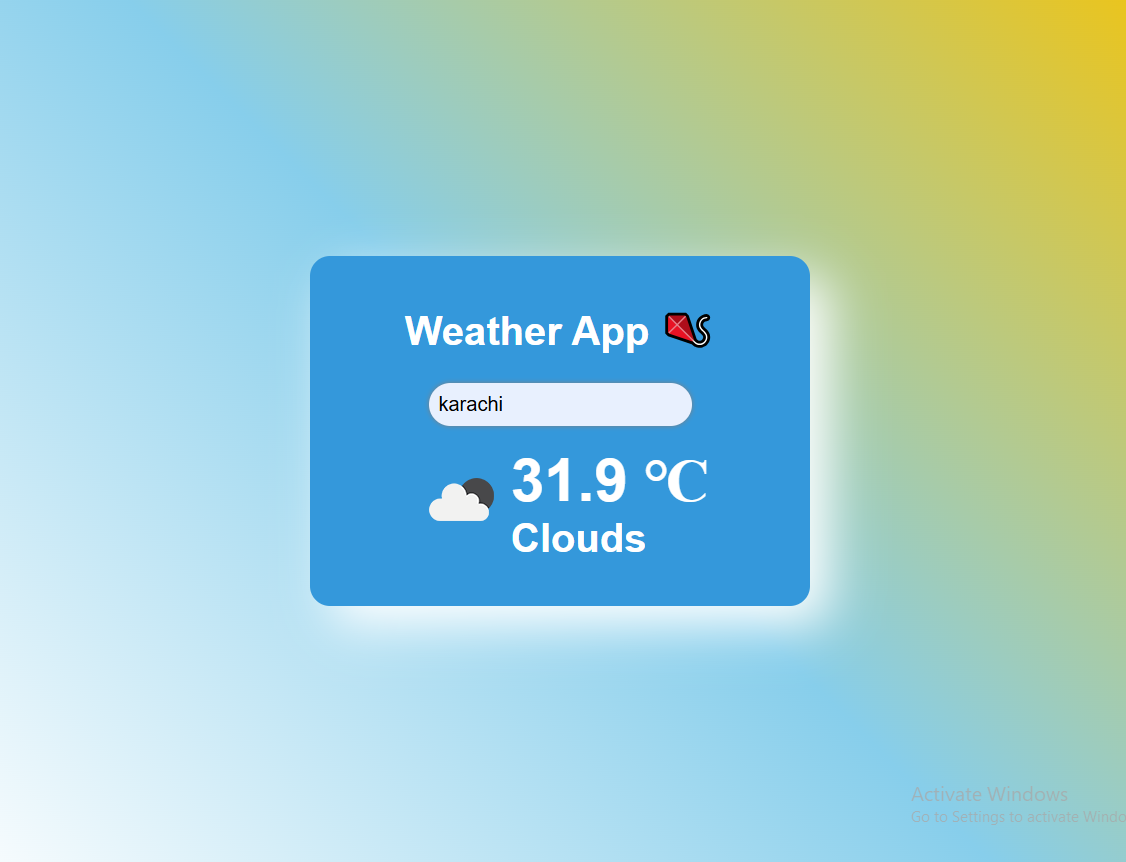 Weather App
karachi
31.9 ℃
Clouds
Activate Windows
Go to Settings to activate Windo